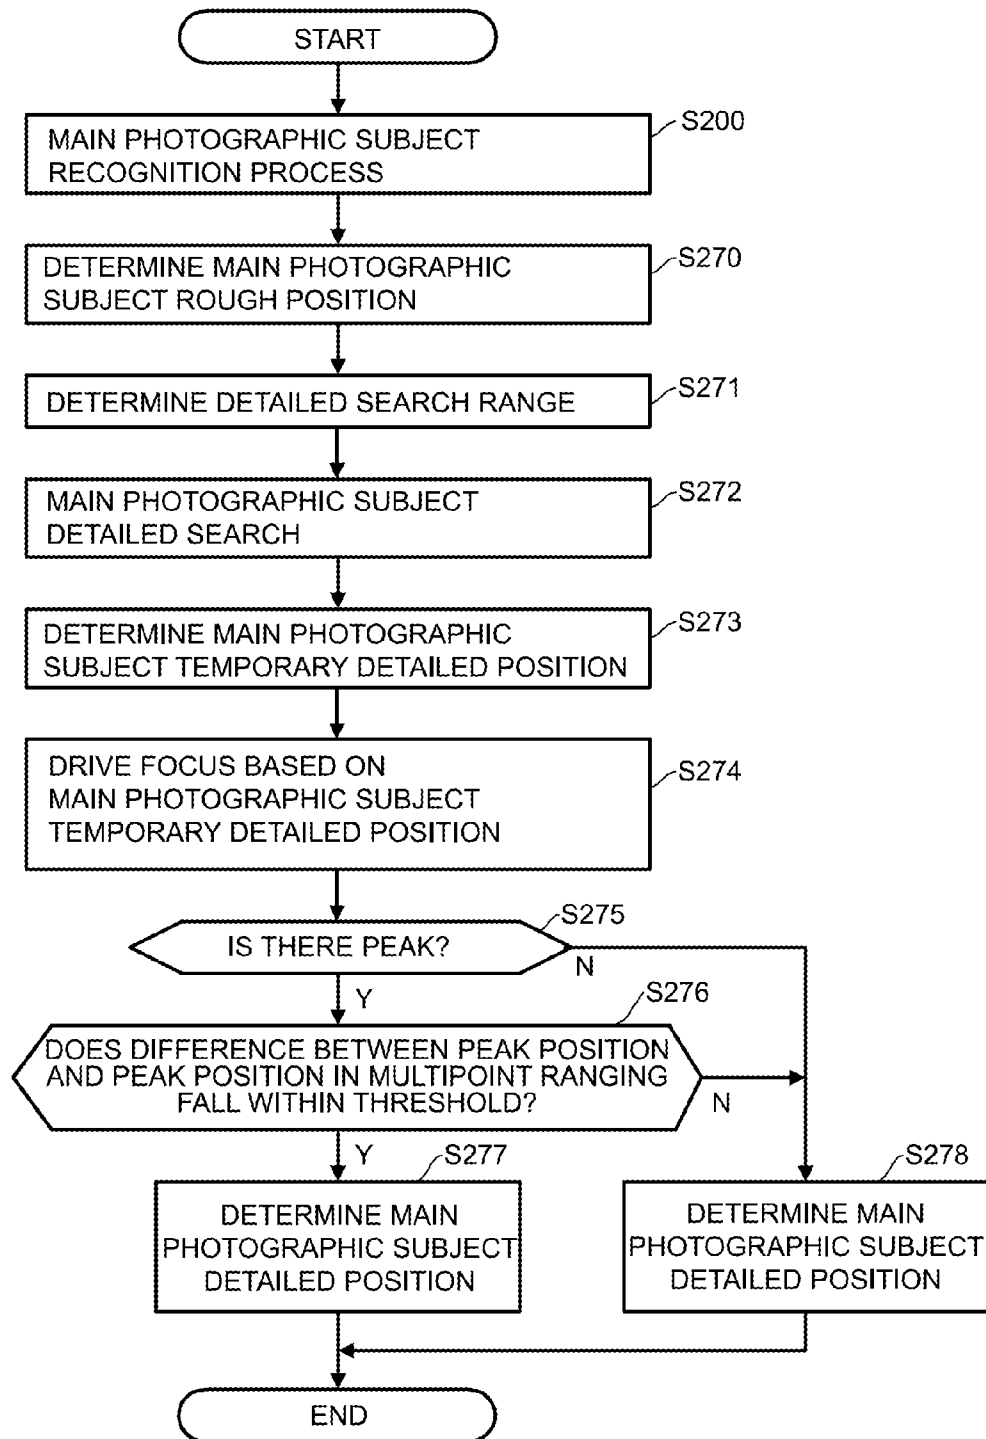 START
S200
MAIN PHOTOGRAPHIC SUBJECT
RECOGNITION PROCESS
S270
DETERMINE MAIN PHOTOGRAPHIC
SUBJECT ROUGH POSITION
S271
DETERMINE DETAILED SEARCH RANGE
S272
MAIN PHOTOGRAPHIC SUBJECT
DETAILED SEARCH
S273
DETERMINE MAIN PHOTOGRAPHIC
SUBJECT TEMPORARY DETAILED POSITION
S274
DRIVE FOCUS BASED ON
MAIN PHOTOGRAPHIC SUBJECT
TEMPORARY DETAILED POSITION
S275
IS THERE PEAK?
N
Y
S276
DOES DIFFERENCE BETWEEN PEAK POSITION
AND PEAK POSITION IN MULTIPOINT RANGING
FALL WITHIN THRESHOLD?
N
Y
S277
DETERMINE MAIN
PHOTOGRAPHIC SUBJECT
DETAILED POSITION
S278
DETERMINE MAIN
PHOTOGRAPHIC SUBJECT
DETAILED POSITION
END